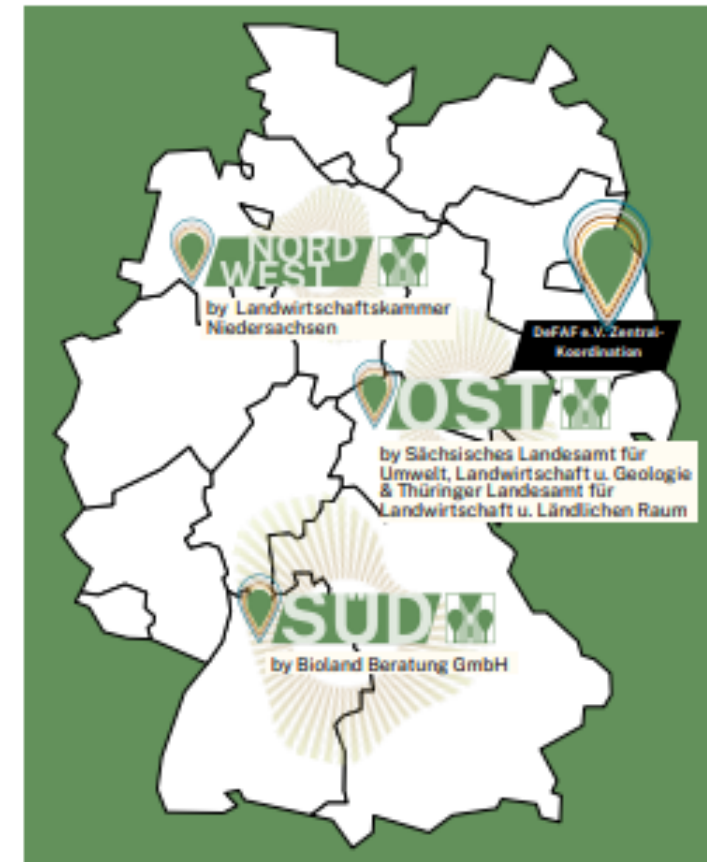 NORD
WEST
by Landwirtschaftskammer
Niedersachsen
DeFAF e.V. Zentral-
Koordination
OST
by Sächsisches Landesamt für
Umwelt, Landwirtschaft u. Geologie
& Thüringer Landesamt für
Landwirtschaft u. Ländlichen Raum
SÜD
by Bioland Beratung GmbH